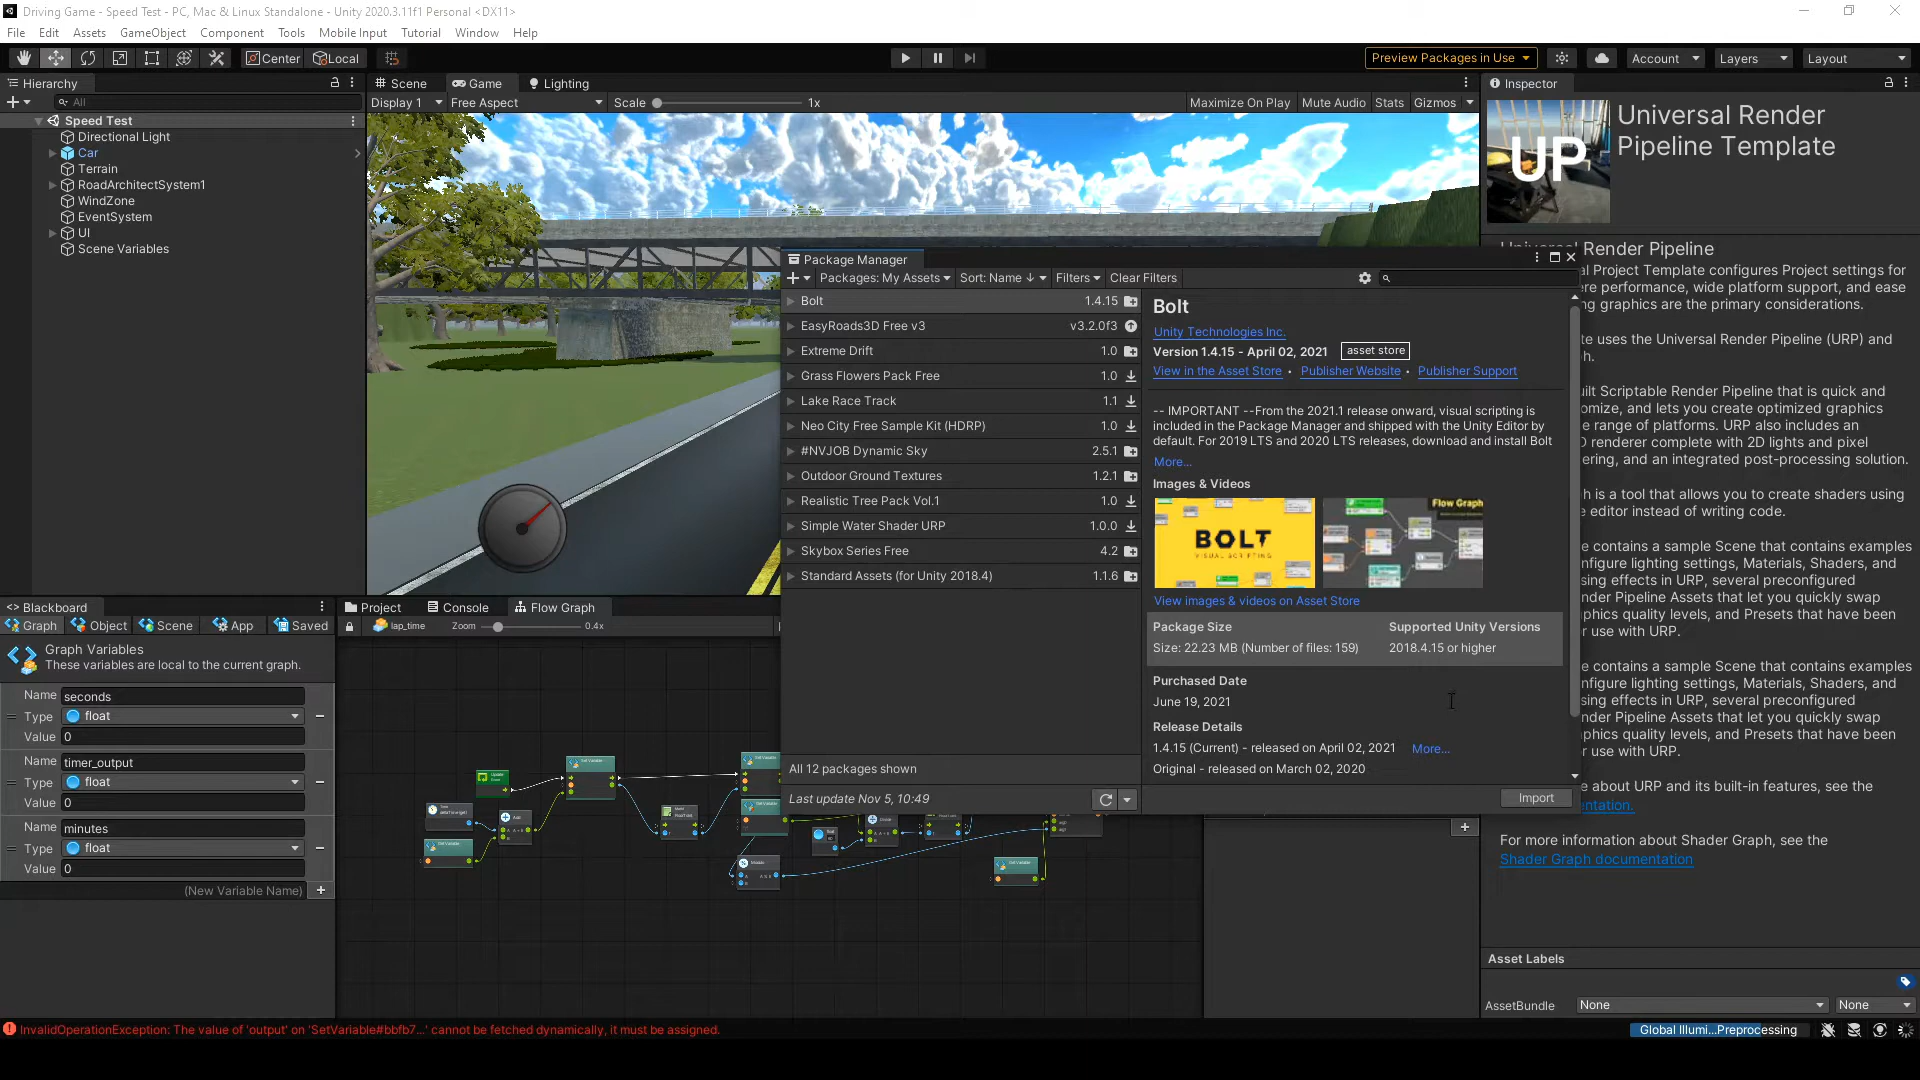 Driving Game - Speed Test - PC, Mac & Linux Standalone - Unity 2020.3.11f1 Personal <DX11>
File Edit Assets GameObject Component Tools Mobile Input Tutorial Window Help
Center Local Preview Packages in Use Account Layers Layout
Hierarchy
All
Speed Test
Directional Light
Car
Terrain
RoadArchitectSystem1
WindZone
EventSystem
UI
Scene Variables
Scene Game Lighting
Display 1 Free Aspect Scale 1x Maximize On Play Mute Audio Stats Gizmos
Package Manager
Packages: My Assets Sort: Name ↓ Filters Clear Filters
Bolt 1.4.15
EasyRoads3D Free v3 v3.2.0f3
Extreme Drift 1.0
Grass Flowers Pack Free 1.0
Lake Race Track 1.1
Neo City Free Sample Kit (HDRP) 1.0
#NVJOB Dynamic Sky 2.5.1
Outdoor Ground Textures 1.2.1
Realistic Tree Pack Vol.1 1.0
Simple Water Shader URP 1.0.0
Skybox Series Free 4.2
Standard Assets (for Unity 2018.4) 1.1.6
All 12 packages shown
Last update Nov 5, 10:49
Bolt
Unity Technologies Inc.
Version 1.4.15 - April 02, 2021 asset store
View in the Asset Store • Publisher Website • Publisher Support
-- IMPORTANT --From the 2021.1 release onward, visual scripting is
included in the Package Manager and shipped with the Unity Editor by
default. For 2019 LTS and 2020 LTS releases, download and install Bolt
More...
Images & Videos
BOLT
VISUAL SCRIPTING
Flow Graph
View images & videos on Asset Store
Package Size Supported Unity Versions
Size: 22.23 MB (Number of files: 159) 2018.4.15 or higher
Purchased Date
June 19, 2021
Release Details
1.4.15 (Current) - released on April 02, 2021 More...
Original - released on March 02, 2020
Import
Inspector
UP
Universal Render
Pipeline Template
Render Pipeline
al Project Template configures Project settings for
ere performance, wide platform support, and ease
ng graphics are the primary considerations.
te uses the Universal Render Pipeline (URP) and
h.
uilt Scriptable Render Pipeline that is quick and
omize, and lets you create optimized graphics
e range of platforms. URP also includes an
D renderer complete with 2D lights and pixel
ering, and an integrated post-processing solution.
h is a tool that allows you to create shaders using
e editor instead of writing code.
e contains a sample Scene that contains examples
nfigure lighting settings, Materials, Shaders, and
sing effects in URP, several preconfigured
nder Pipeline Assets that let you quickly swap
phics quality levels, and Presets that have been
r use with URP.
e contains a sample Scene that contains examples
nfigure lighting settings, Materials, Shaders, and
sing effects in URP, several preconfigured
nder Pipeline Assets that let you quickly swap
phics quality levels, and Presets that have been
r use with URP.
e about URP and its built-in features, see the
entation.
For more information about Shader Graph, see the
Shader Graph documentation
Asset Labels
AssetBundle None None
Blackboard
Graph Object Scene App Saved
Graph Variables
These variables are local to the current graph.
Name seconds
Type float
Value 0
Name timer_output
Type float
Value 0
Name minutes
Type float
Value 0
(New Variable Name)
Project Console Flow Graph
lap_time Zoom 0.4x
InvalidOperationException: The value of 'output' on 'SetVariable#bbfb7...' cannot be fetched dynamically, it must be assigned.
Global Illumi...Preprocessing